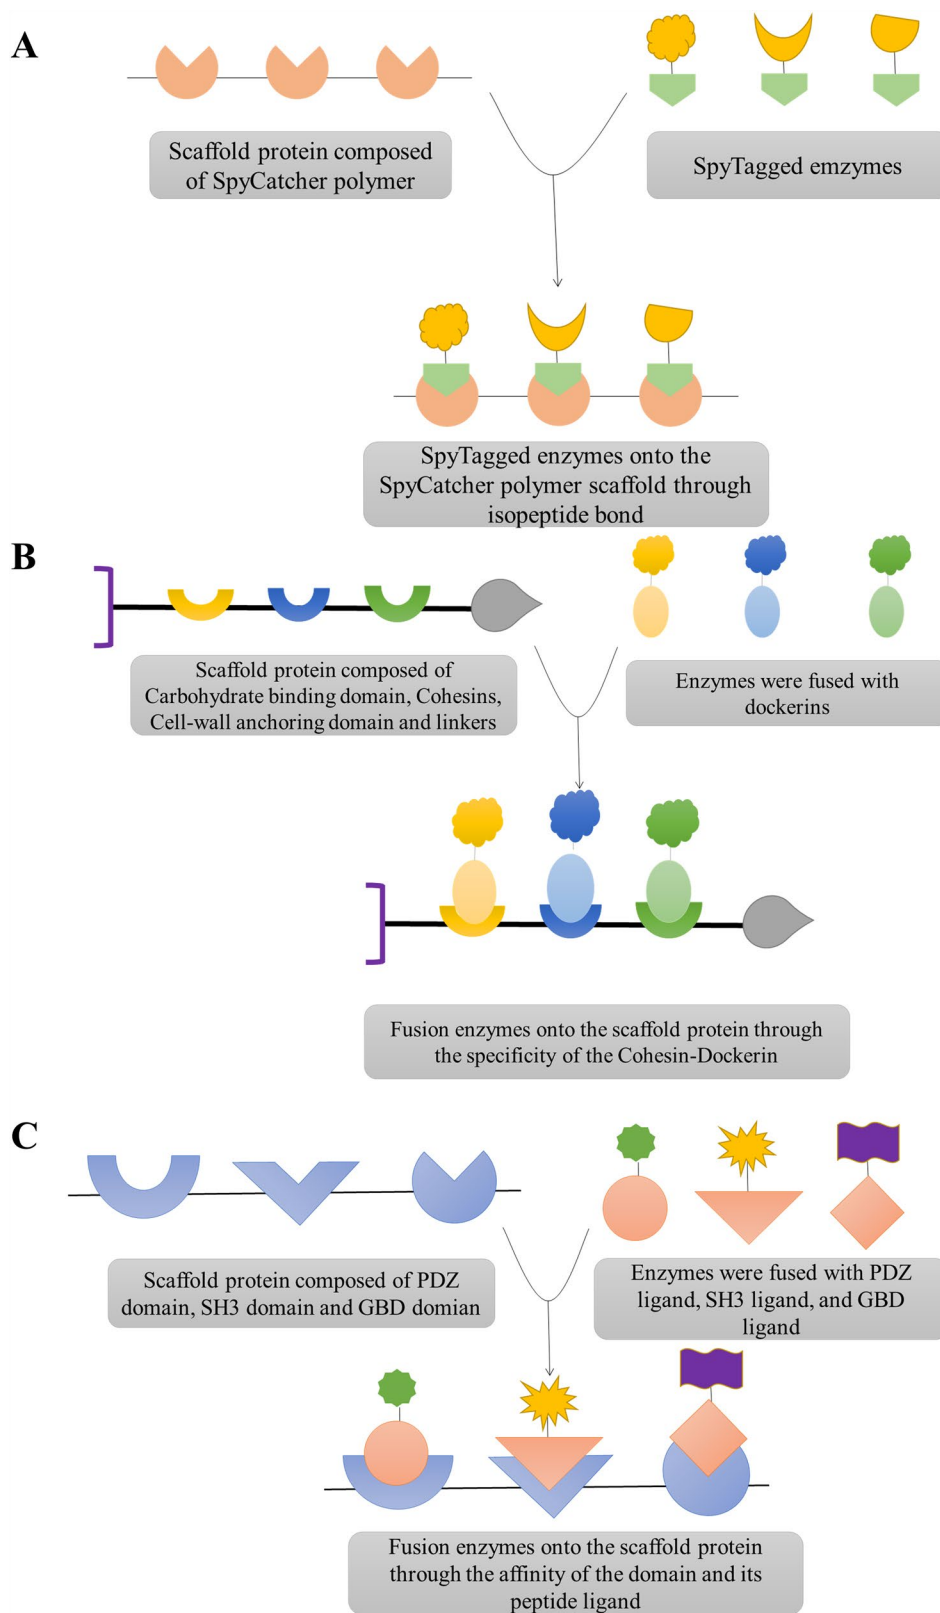 A
Scaffold protein composed
of SpyCatcher polymer
SpyTagged emzymes
SpyTagged enzymes onto the
SpyCatcher polymer scaffold through
isopeptide bond
B
Scaffold protein composed of
Carbohydrate binding domain, Cohesins,
Cell-wall anchoring domain and linkers
Enzymes were fused with
dockerins
Fusion enzymes onto the scaffold protein through
the specificity of the Cohesin-Dockerin
C
Scaffold protein composed of PDZ
domain, SH3 domain and GBD domian
Enzymes were fused with PDZ
ligand, SH3 ligand, and GBD
ligand
Fusion enzymes onto the scaffold protein
through the affinity of the domain and its
peptide ligand